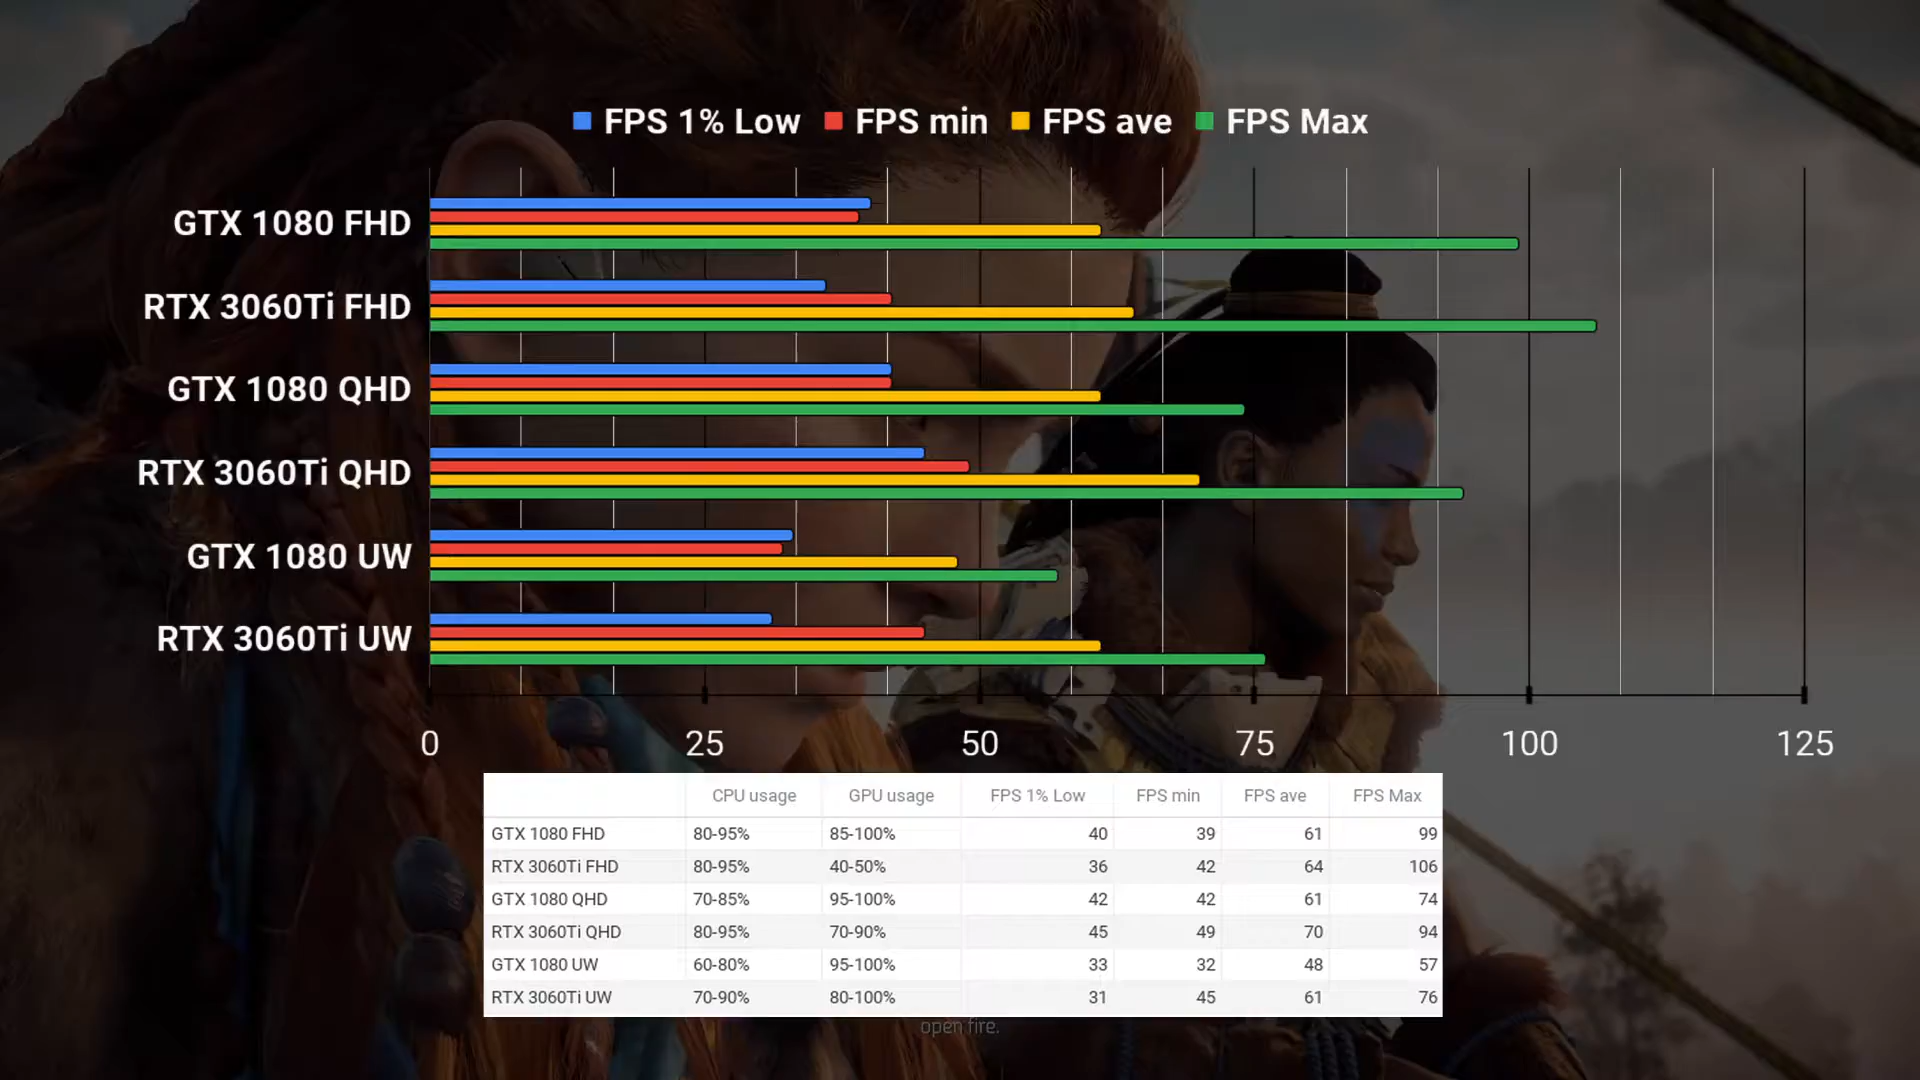 FPS 1% Low FPS min FPS ave FPS Max
GTX 1080 FHD
RTX 3060Ti FHD
GTX 1080 QHD
RTX 3060Ti QHD
GTX 1080 UW
RTX 3060Ti UW
0 25 50 75 100 125
CPU usage GPU usage FPS 1% Low FPS min FPS ave FPS Max
GTX 1080 FHD 80-95% 85-100% 40 39 61 99
RTX 3060Ti FHD 80-95% 40-50% 36 42 64 106
GTX 1080 QHD 70-85% 95-100% 42 42 61 74
RTX 3060Ti QHD 80-95% 70-90% 45 49 70 94
GTX 1080 UW 60-80% 95-100% 33 32 48 57
RTX 3060Ti UW 70-90% 80-100% 31 45 61 76
open fire.